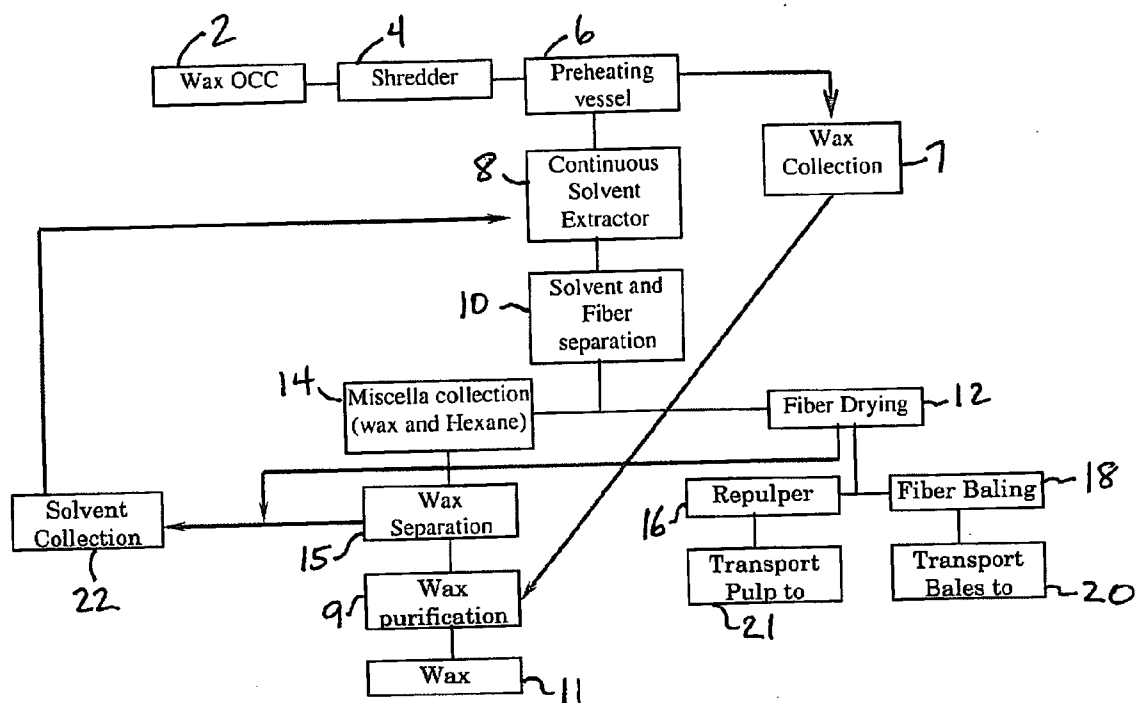 2
4
6
Wax OCC
Shredder
Preheating
vessel
8
Continuous
Solvent
Extractor
Wax
Collection
7
10
Solvent and
Fiber
separation
14
Miscella collection
(wax and Hexane)
Fiber Drying
12
Solvent
Collection
22
Wax
Separation
15
Repulper
16
Fiber Baling
18
9
Wax
purification
Transport
Pulp to
21
Transport
Bales to
20
Wax
11